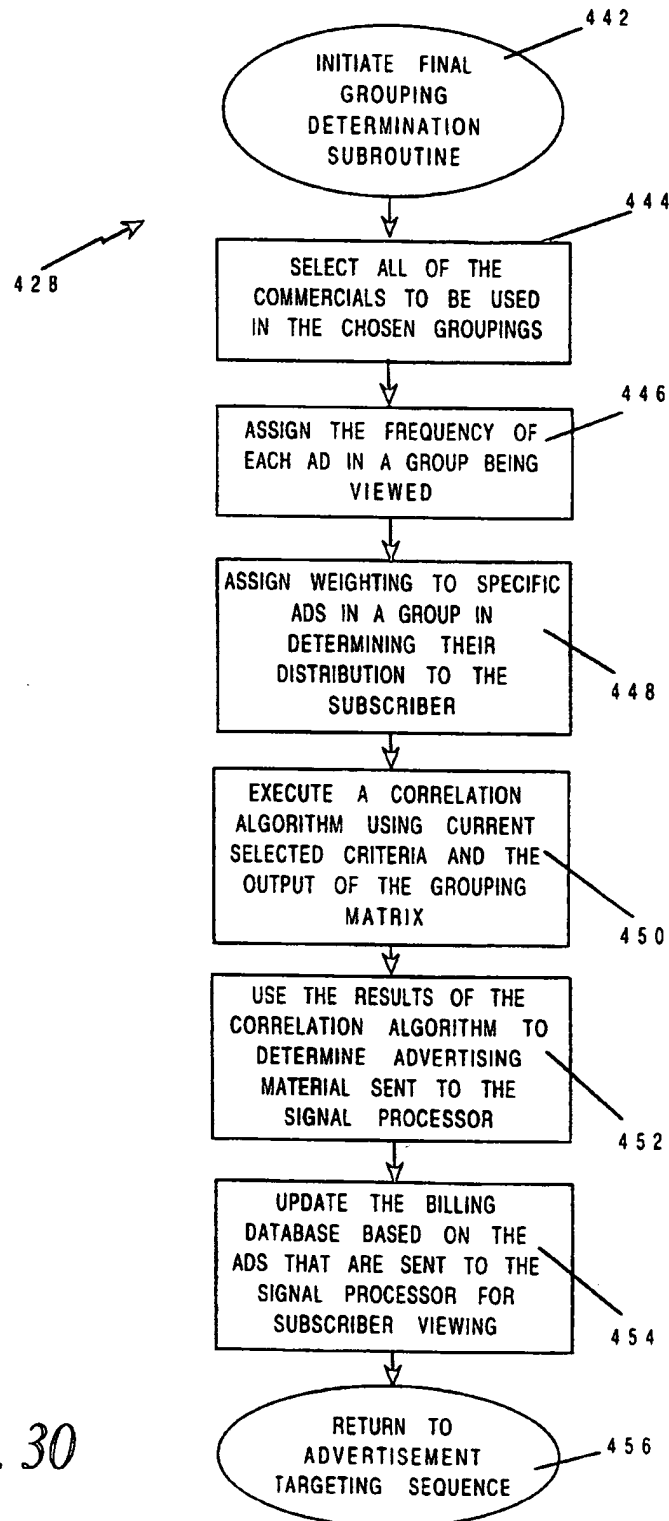 442
INITIATE FINAL
GROUPING
DETERMINATION
SUBROUTINE
428
444
SELECT ALL OF THE
COMMERCIALS TO BE USED
IN THE CHOSEN GROUPINGS
446
ASSIGN THE FREQUENCY OF
EACH AD IN A GROUP BEING
VIEWED
ASSIGN WEIGHTING TO SPECIFIC
ADS IN A GROUP IN
DETERMINING THEIR
DISTRIBUTION TO THE
SUBSCRIBER
448
EXECUTE A CORRELATION
ALGORITHM USING CURRENT
SELECTED CRITERIA AND THE
OUTPUT OF THE GROUPING
MATRIX
450
USE THE RESULTS OF THE
CORRELATION ALGORITHM TO
DETERMINE ADVERTISING
MATERIAL SENT TO THE
SIGNAL PROCESSOR
452
UPDATE THE BILLING
DATABASE BASED ON THE
ADS THAT ARE SENT TO THE
SIGNAL PROCESSOR FOR
SUBSCRIBER VIEWING
454
RETURN TO
ADVERTISEMENT
TARGETING SEQUENCE
456
. 30